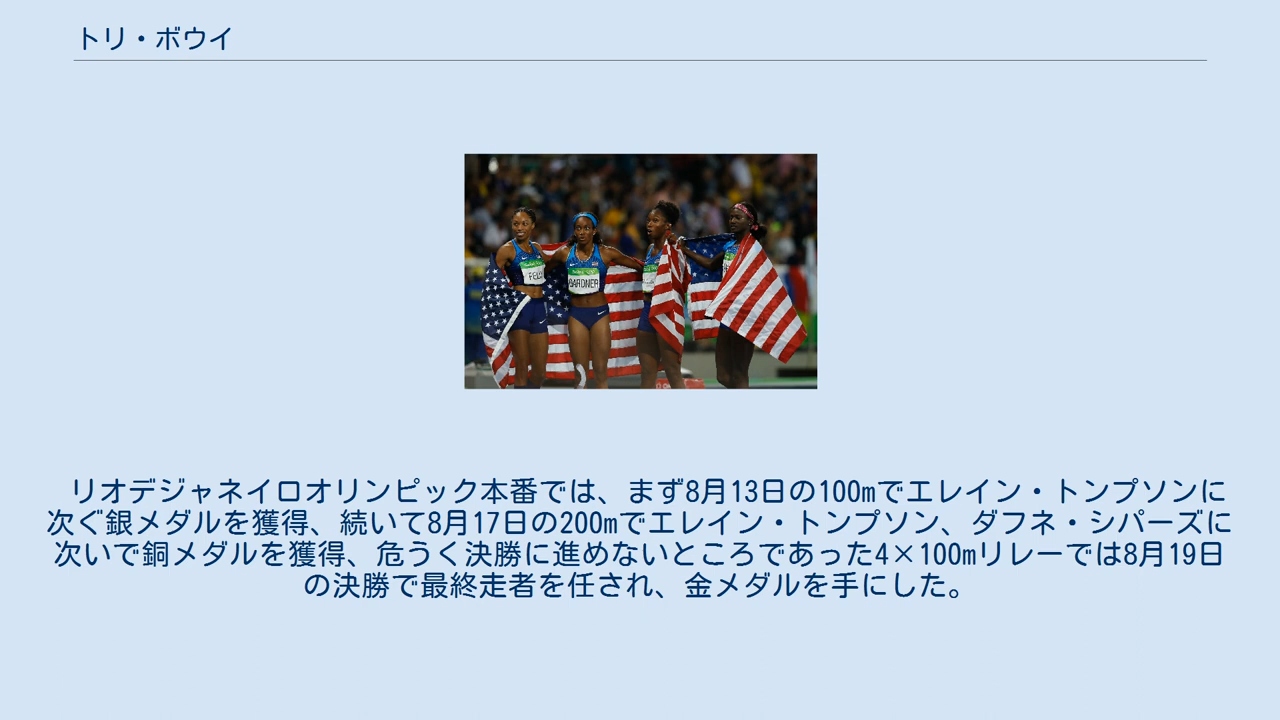 トリ・ボウイ
FELIX
GARDNER
リオデジャネイロオリンピック本番では、まず8月13日の100mでエレイン・トンプソンに
次ぐ銀メダルを獲得、続いて8月17日の200mでエレイン・トンプソン、ダフネ・シパーズに
次いで銅メダルを獲得、危うく決勝に進めないところであった4×100mリレーでは8月19日
の決勝で最終走者を任され、金メダルを手にした。